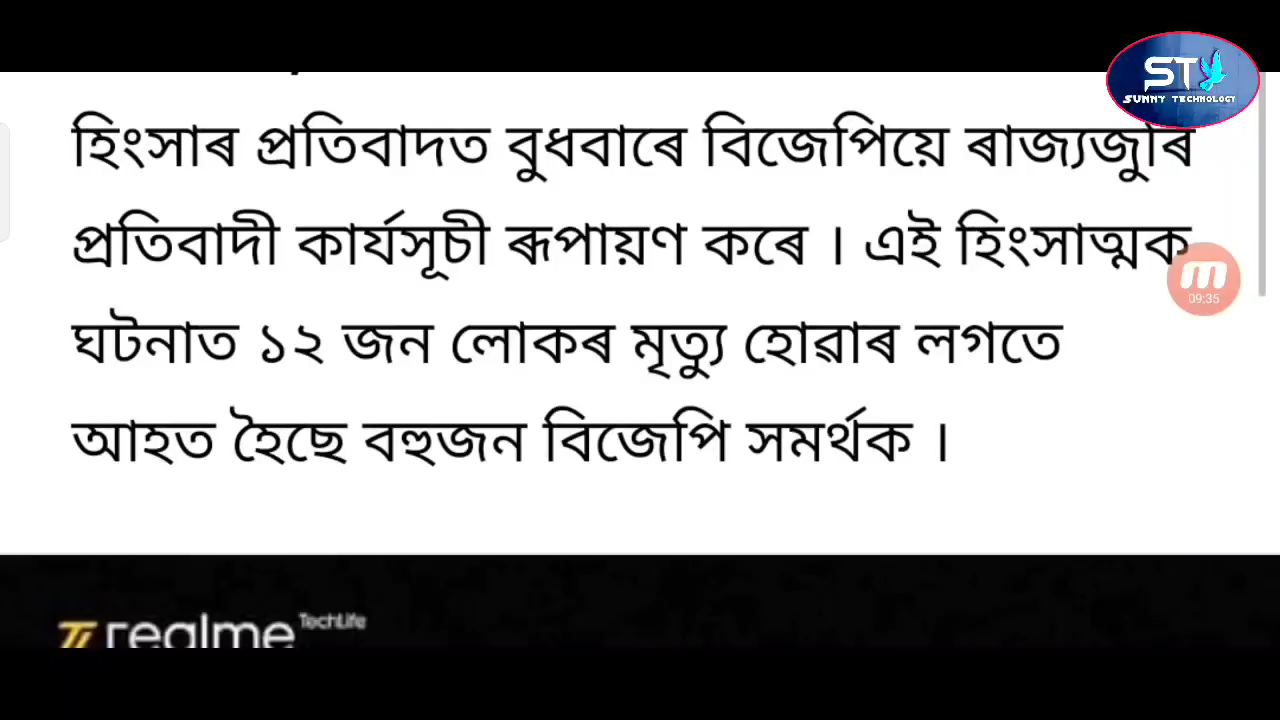 ST
SUNNY TECHNOLOGY
হিংসাৰ প্ৰতিবাদত বুধবাৰে বিজেপিয়ে ৰাজ্যজুৰি
প্ৰতিবাদী কাৰ্যসূচী ৰূপায়ণ কৰে । এই হিংসাত্মক
09:35
ঘটনাত ১২ জন লোকৰ মৃত্যু হোৱাৰ লগতে
আহত হৈছে বহুজন বিজেপি সমৰ্থক ।
realme TechLife